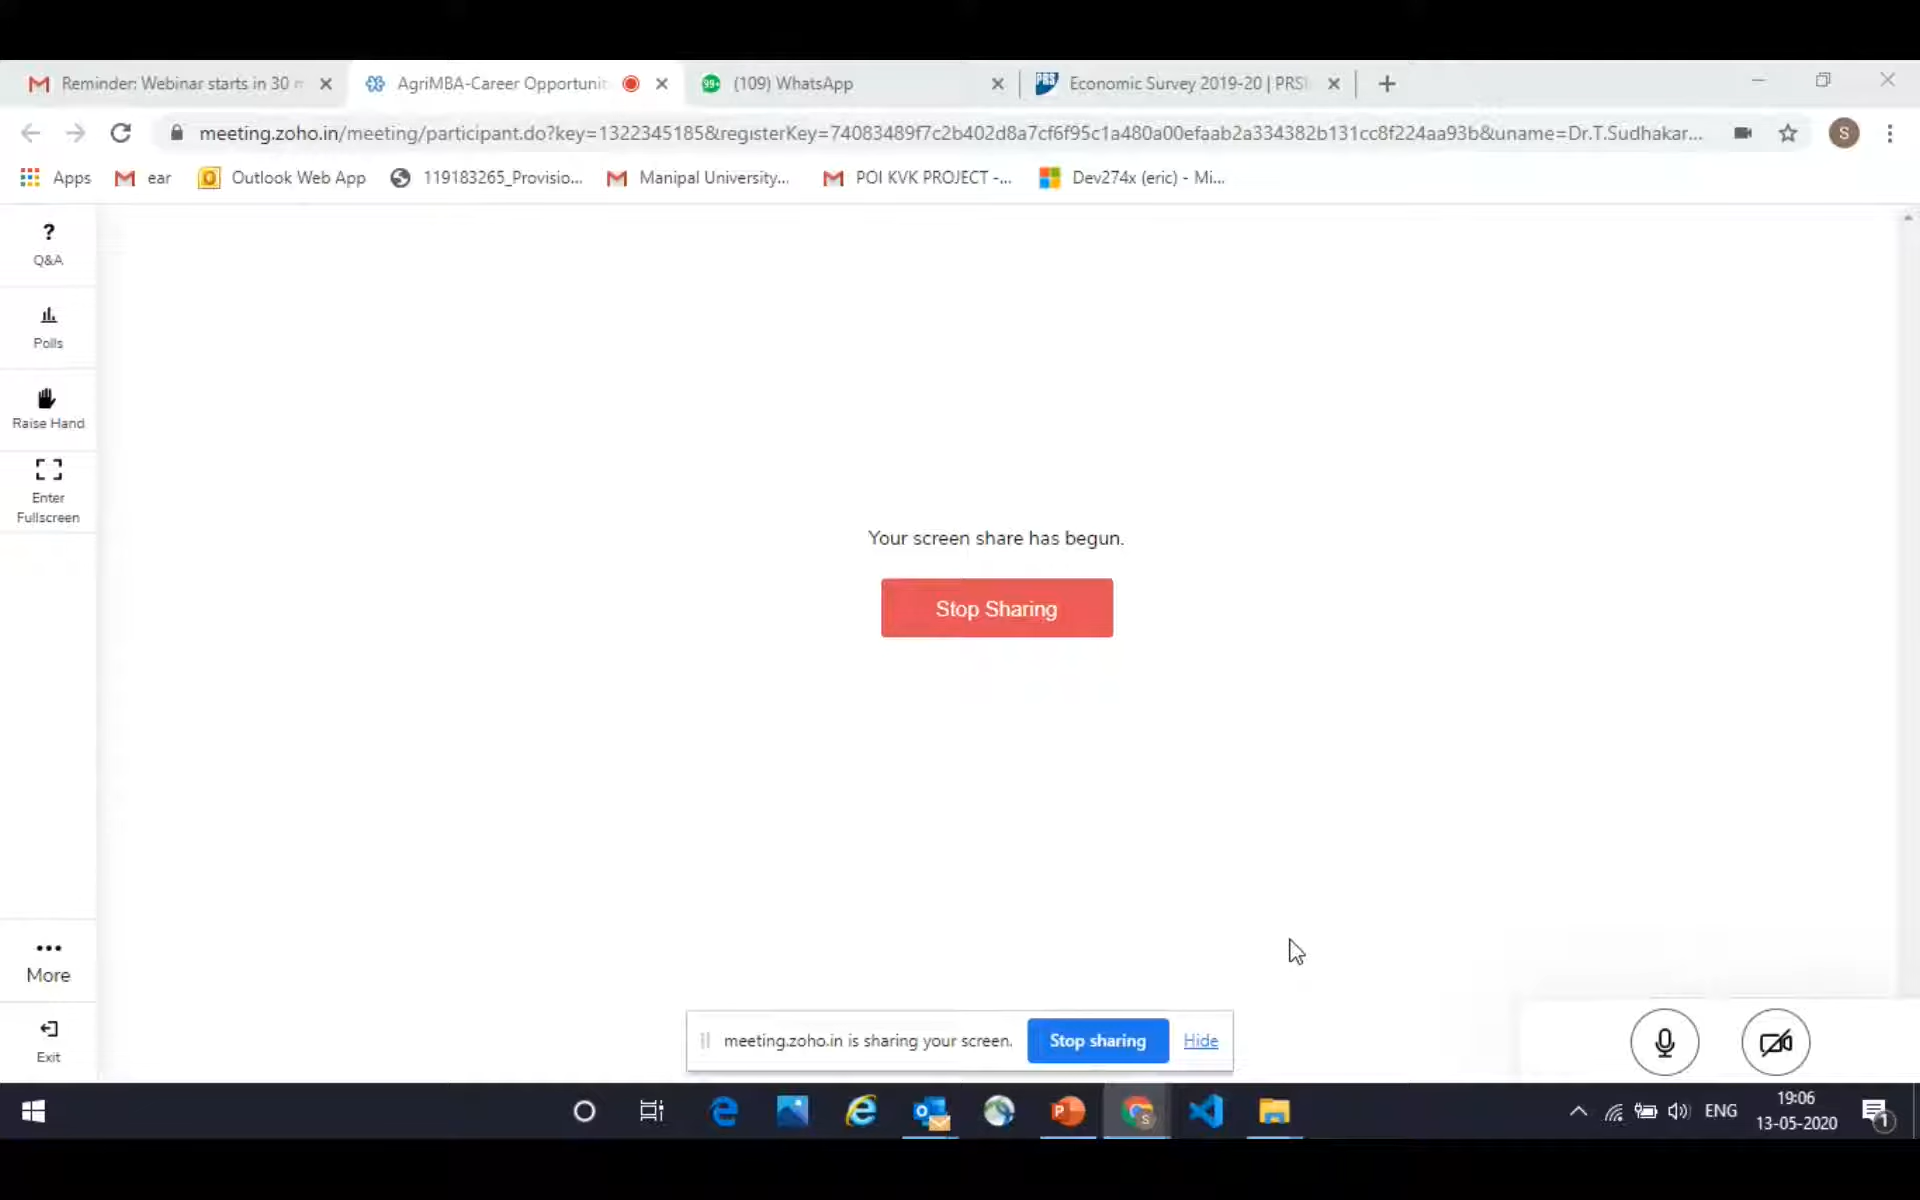 Reminder: Webinar starts in 30 m
AgriMBA-Career Opportunit
99+ (109) WhatsApp
PRS Economic Survey 2019-20 | PRSI
meeting.zoho.in/meeting/participant.do?key=1322345185&registerKey=74083489f7c2b402d8a7cf6f95c1a480a00efaab2a334382b131cc8f224aa93b&uname=Dr.T.Sudhakar...
S
Apps
ear
Outlook Web App
119183265_Provisio...
Manipal University...
POI KVK PROJECT -...
Dev274x (eric) - Mi...
?
Q&A
Polls
Raise Hand
Enter
Fullscreen
Your screen share has begun.
Stop Sharing
More
Exit
meeting.zoho.in is sharing your screen.
Stop sharing
Hide
ENG
19:06
13-05-2020
1